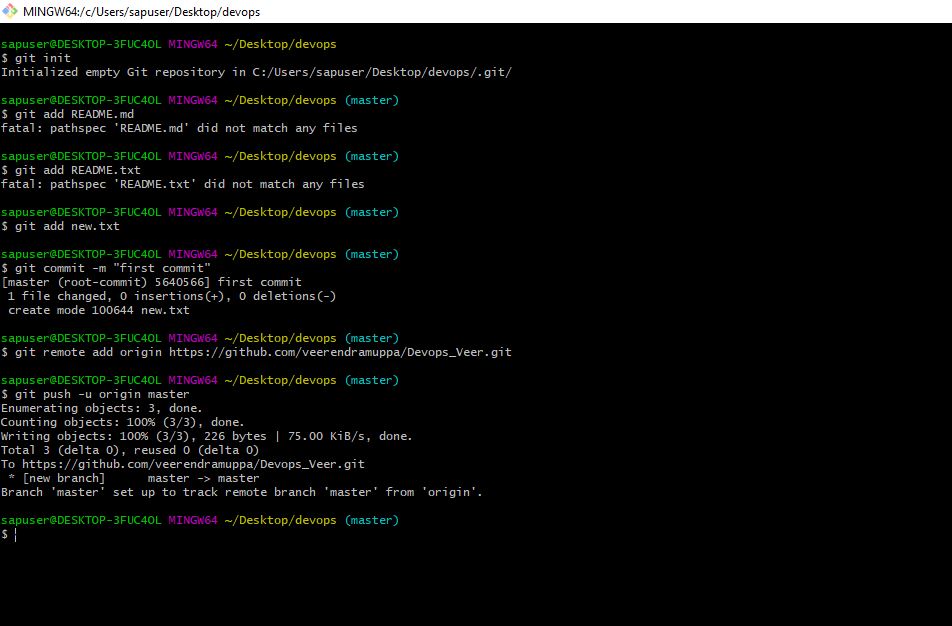 MINGW64:/c/Users/sapuser/Desktop/devops
sapuser@DESKTOP-3FUC4OL MINGW64 ~/Desktop/devops
$ git init
Initialized empty Git repository in C:/Users/sapuser/Desktop/devops/.git/
sapuser@DESKTOP-3FUC4OL MINGW64 ~/Desktop/devops (master)
$ git add README.md
fatal: pathspec 'README.md' did not match any files
sapuser@DESKTOP-3FUC4OL MINGW64 ~/Desktop/devops (master)
$ git add README.txt
fatal: pathspec 'README.txt' did not match any files
sapuser@DESKTOP-3FUC4OL MINGW64 ~/Desktop/devops (master)
$ git add new.txt
sapuser@DESKTOP-3FUC4OL MINGW64 ~/Desktop/devops (master)
$ git commit -m "first commit"
[master (root-commit) 5640566] first commit
1 file changed, 0 insertions(+), 0 deletions(-)
create mode 100644 new.txt
sapuser@DESKTOP-3FUC4OL MINGW64 ~/Desktop/devops (master)
$ git remote add origin https://github.com/veerendramuppa/Devops_Veer.git
sapuser@DESKTOP-3FUC4OL MINGW64 ~/Desktop/devops (master)
$ git push -u origin master
Enumerating objects: 3, done.
Counting objects: 100% (3/3), done.
Writing objects: 100% (3/3), 226 bytes | 75.00 KiB/s, done.
Total 3 (delta 0), reused 0 (delta 0)
To https://github.com/veerendramuppa/Devops_Veer.git
* [new branch] master -> master
Branch 'master' set up to track remote branch 'master' from 'origin'.
sapuser@DESKTOP-3FUC4OL MINGW64 ~/Desktop/devops (master)
$